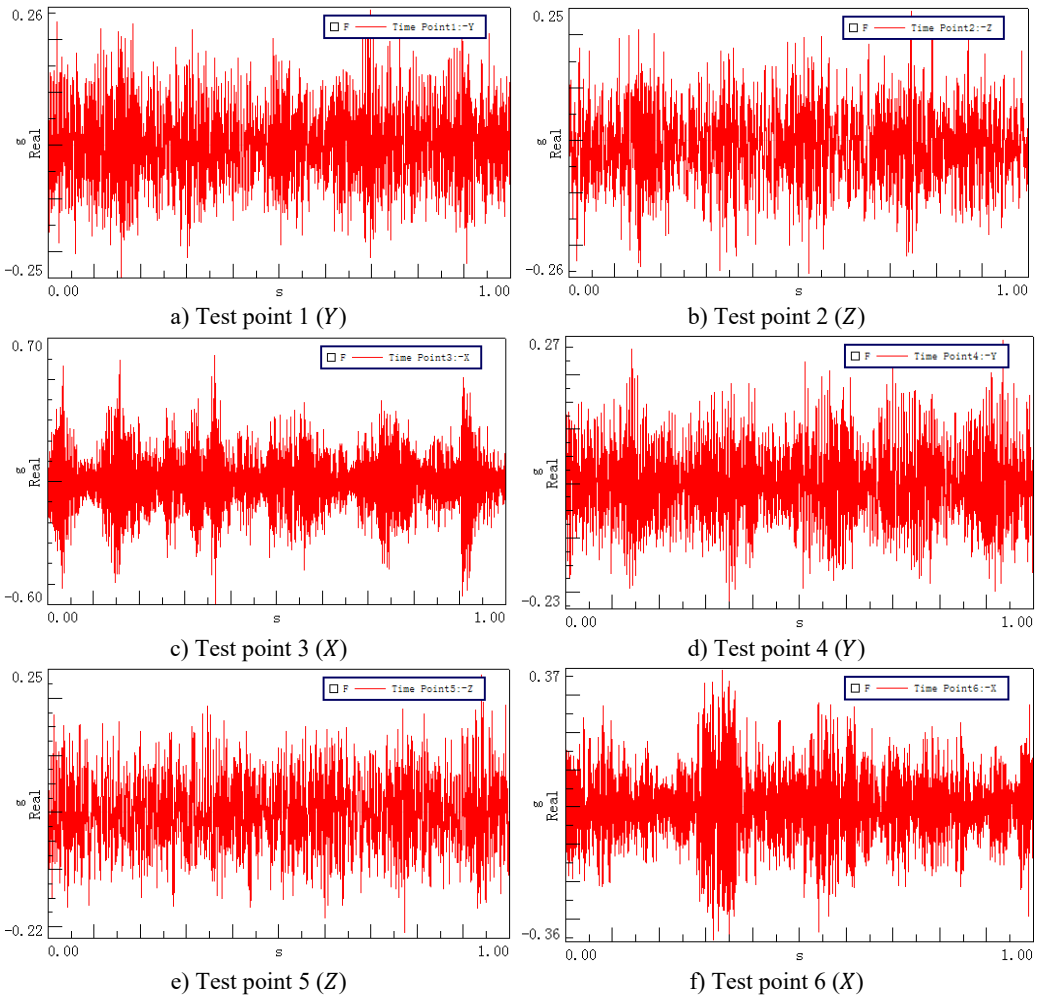 0.26
F Time Point1:-Y
g
Real
-0.25
0.00 s 1.00
a) Test point 1 (Y)
0.25
F Time Point2:-Z
g
Real
-0.26
0.00 s 1.00
b) Test point 2 (Z)
0.70
F Time Point3:-X
g
Real
-0.60
0.00 s 1.00
c) Test point 3 (X)
0.27
F Time Point4:-Y
g
Real
-0.23
0.00 s 1.00
d) Test point 4 (Y)
0.25
F Time Point5:-Z
g
Real
-0.22
0.00 s 1.00
e) Test point 5 (Z)
0.37
F Time Point6:-X
g
Real
-0.36
0.00 s 1.00
f) Test point 6 (X)